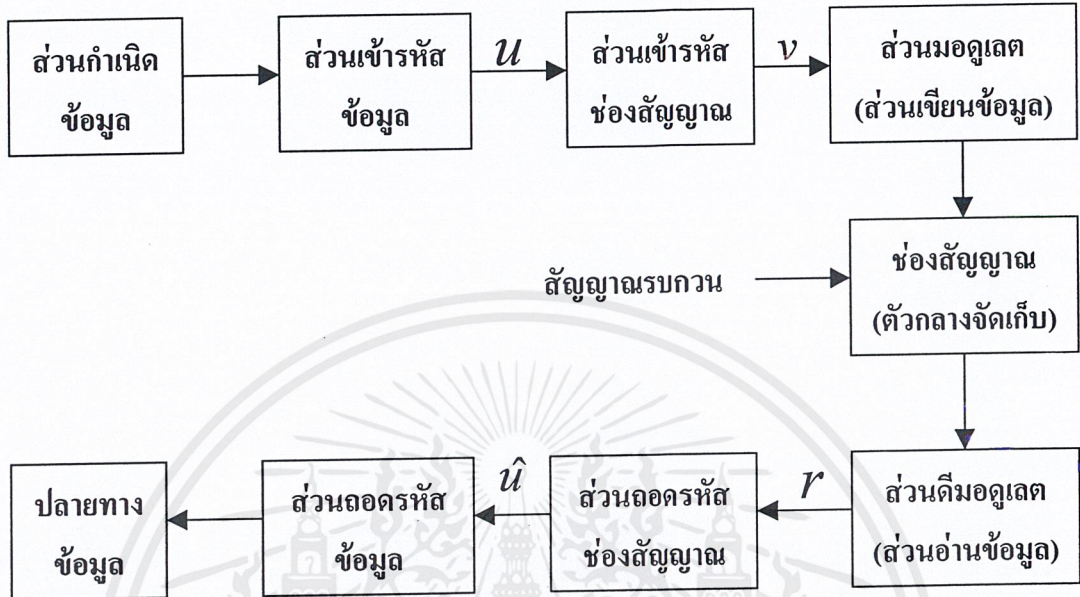 ส่วนกำเนิด
ข้อมูล
ส่วนเข้ารหัส
ข้อมูล
u
ส่วนเข้ารหัส
ช่องสัญญาณ
v
ส่วนมอดูเลต
(ส่วนเขียนข้อมูล)
สัญญาณรบกวน
ช่องสัญญาณ
(ตัวกลางจัดเก็บ)
ปลายทาง
ข้อมูล
ส่วนถอดรหัส
ข้อมูล
û
ส่วนถอดรหัส
ช่องสัญญาณ
r
ส่วนดีมอดูเลต
(ส่วนอ่านข้อมูล)